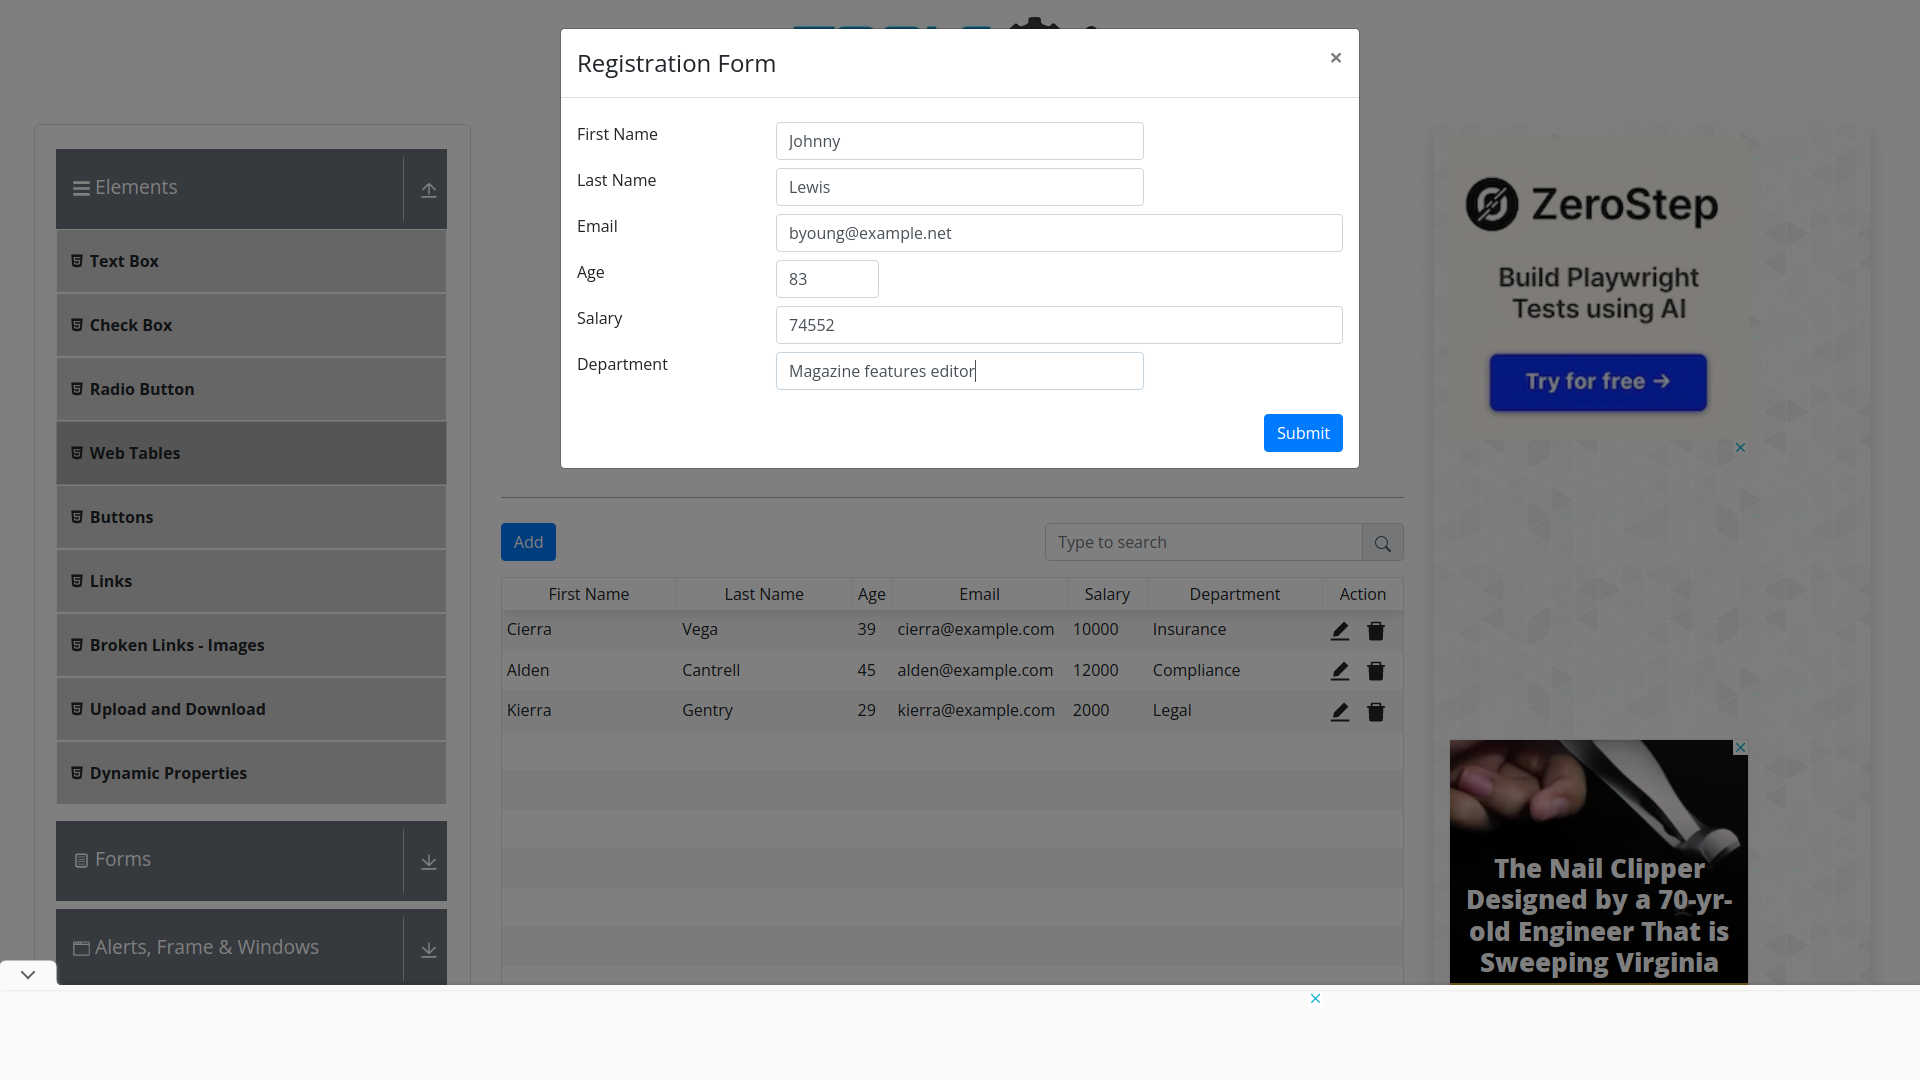 Registration Form
×
First Name
Johnny
Last Name
Lewis
Email
byoung@example.net
Age
83
Salary
74552
Department
Magazine features editor
Submit
Elements
Text Box
Check Box
Radio Button
Web Tables
Buttons
Links
Broken Links - Images
Upload and Download
Dynamic Properties
Forms
Alerts, Frame & Windows
Add
Type to search
First Name Last Name Age Email Salary Department Action
Cierra Vega 39 cierra@example.com 10000 Insurance
Alden Cantrell 45 alden@example.com 12000 Compliance
Kierra Gentry 29 kierra@example.com 2000 Legal
ZeroStep
Build Playwright
Tests using AI
Try for free →
The Nail Clipper
Designed by a 70-yr-
old Engineer That is
Sweeping Virginia